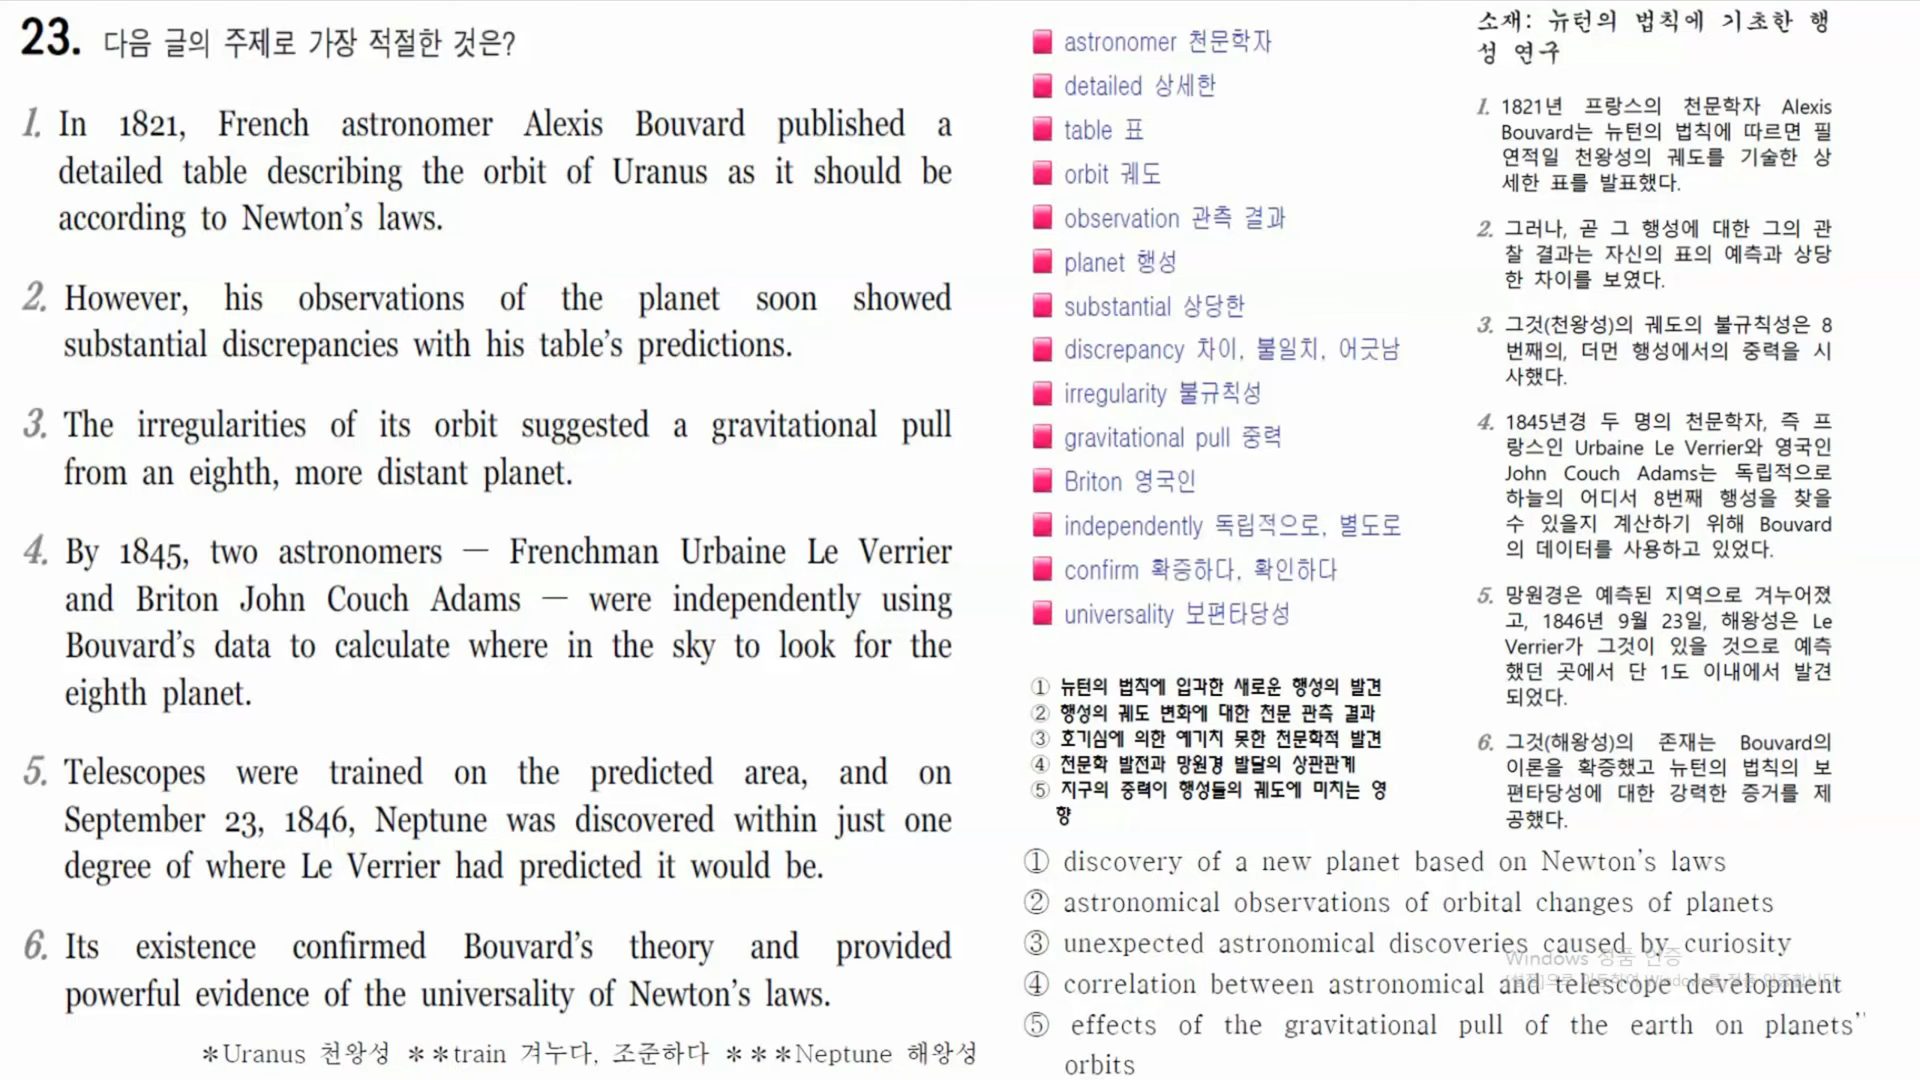 23. 다음 글의 주제로 가장 적절한 것은?
1. In 1821, French astronomer Alexis Bouvard published a
detailed table describing the orbit of Uranus as it should be
according to Newton's laws.
2. However, his observations of the planet soon showed
substantial discrepancies with his table's predictions.
3. The irregularities of its orbit suggested a gravitational pull
from an eighth, more distant planet.
4. By 1845, two astronomers — Frenchman Urbaine Le Verrier
and Briton John Couch Adams — were independently using
Bouvard's data to calculate where in the sky to look for the
eighth planet.
5. Telescopes were trained on the predicted area, and on
September 23, 1846, Neptune was discovered within just one
degree of where Le Verrier had predicted it would be.
6. Its existence confirmed Bouvard's theory and provided
powerful evidence of the universality of Newton's laws.
*Uranus 천왕성 **train 겨누다, 조준하다 ***Neptune 해왕성
astronomer 천문학자
detailed 상세한
table 표
orbit 궤도
observation 관측 결과
planet 행성
substantial 상당한
discrepancy 차이, 불일치, 어긋남
irregularity 불규칙성
gravitational pull 중력
Briton 영국인
independently 독립적으로, 별도로
confirm 확증하다, 확인하다
universality 보편타당성
① 뉴턴의 법칙에 입각한 새로운 행성의 발견
② 행성의 궤도 변화에 대한 천문 관측 결과
③ 호기심에 의한 예기치 못한 천문학적 발견
④ 천문학 발전과 망원경 발달의 상관관계
⑤ 지구의 중력이 행성들의 궤도에 미치는 영
향
소재: 뉴턴의 법칙에 기초한 행
성 연구
1. 1821년 프랑스의 천문학자 Alexis
Bouvard는 뉴턴의 법칙에 따르면 필
연적일 천왕성의 궤도를 기술한 상
세한 표를 발표했다.
2. 그러나, 곧 그 행성에 대한 그의 관
찰 결과는 자신의 표의 예측과 상당
한 차이를 보였다.
3. 그것(천왕성)의 궤도의 불규칙성은 8
번째의, 더먼 행성에서의 중력을 시
사했다.
4. 1845년경 두 명의 천문학자, 즉 프
랑스인 Urbaine Le Verrier와 영국인
John Couch Adams는 독립적으로
하늘의 어디서 8번째 행성을 찾을
수 있을지 계산하기 위해 Bouvard
의 데이터를 사용하고 있었다.
5. 망원경은 예측된 지역으로 겨누어졌
고, 1846년 9월 23일, 해왕성은 Le
Verrier가 그것이 있을 것으로 예측
했던 곳에서 단 1도 이내에서 발견
되었다.
6. 그것(해왕성)의 존재는 Bouvard의
이론을 확증했고 뉴턴의 법칙의 보
편타당성에 대한 강력한 증거를 제
공했다.
① discovery of a new planet based on Newton's laws
② astronomical observations of orbital changes of planets
③ unexpected astronomical discoveries caused by curiosity
Windows 정품 인증
④ correlation between astronomical and telescope development
⑤ effects of the gravitational pull of the earth on planets''
orbits